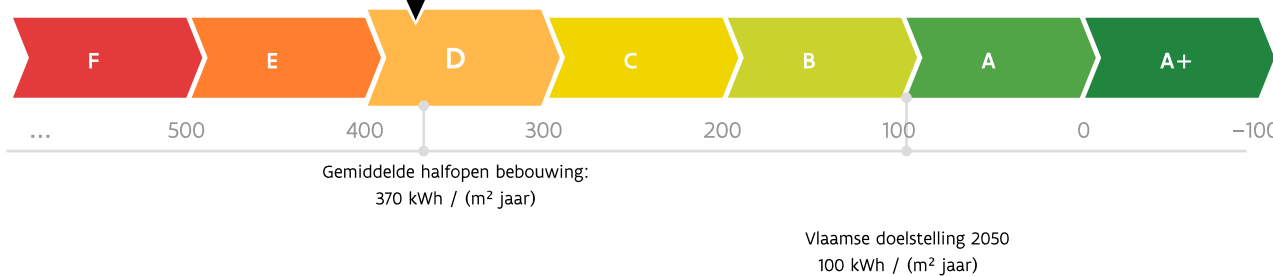 F E D C B A A+
... 500 400 300 200 100 0 −100
Gemiddelde halfopen bebouwing:
370 kWh / (m² jaar)
Vlaamse doelstelling 2050
100 kWh / (m² jaar)